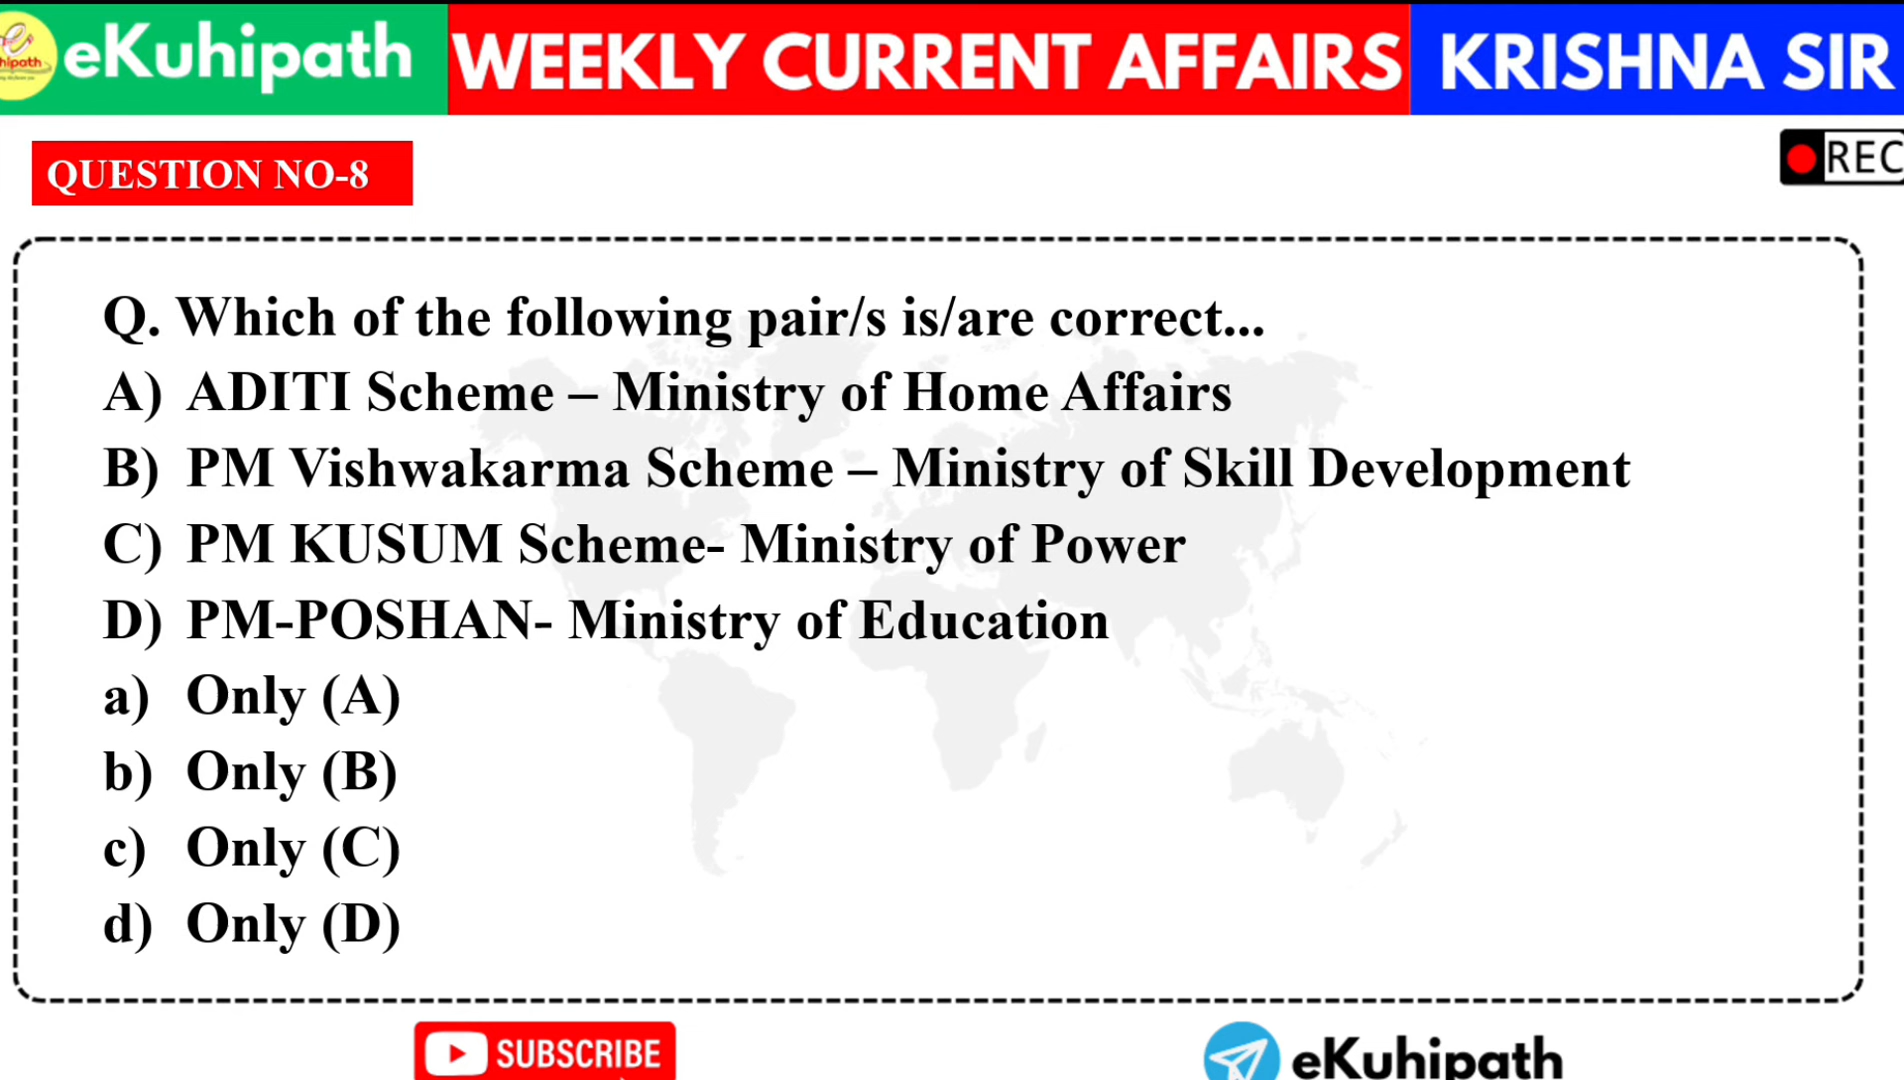 hipath
eKuhipath
WEEKLY CURRENT AFFAIRS
KRISHNA SIR
QUESTION NO-8
REC
Q. Which of the following pair/s is/are correct...
A) ADITI Scheme – Ministry of Home Affairs
B) PM Vishwakarma Scheme – Ministry of Skill Development
C) PM KUSUM Scheme- Ministry of Power
D) PM-POSHAN- Ministry of Education
a) Only (A)
b) Only (B)
c) Only (C)
d) Only (D)
SUBSCRIBE
eKuhipath